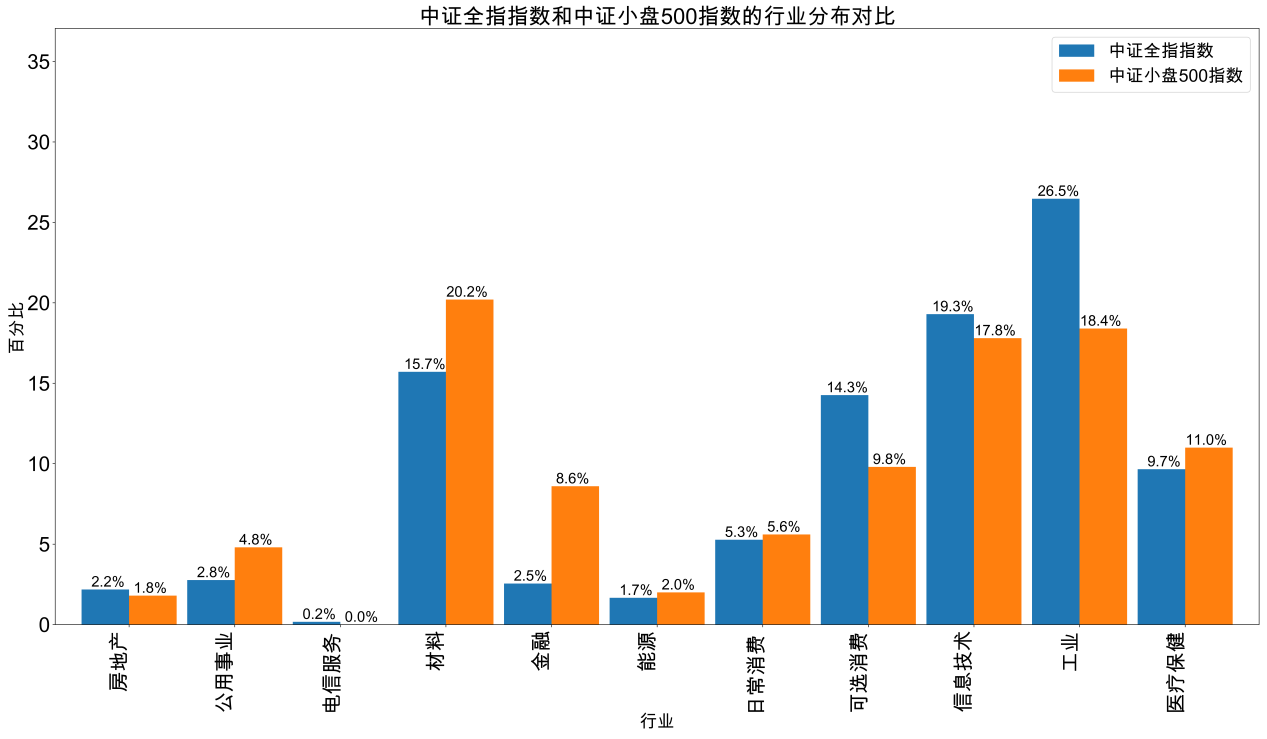 中证全指指数和中证小盘500指数的行业分布对比
中证全指指数
中证小盘500指数
百分比
35
30
25
20
15
10
5
0
2.2%
1.8%
2.8%
4.8%
0.2%
0.0%
15.7%
20.2%
2.5%
8.6%
1.7%
2.0%
5.3%
5.6%
14.3%
9.8%
19.3%
17.8%
26.5%
18.4%
9.7%
11.0%
房地产
公用事业
电信服务
材料
金融
能源
日常消费
可选消费
信息技术
工业
医疗保健
行业